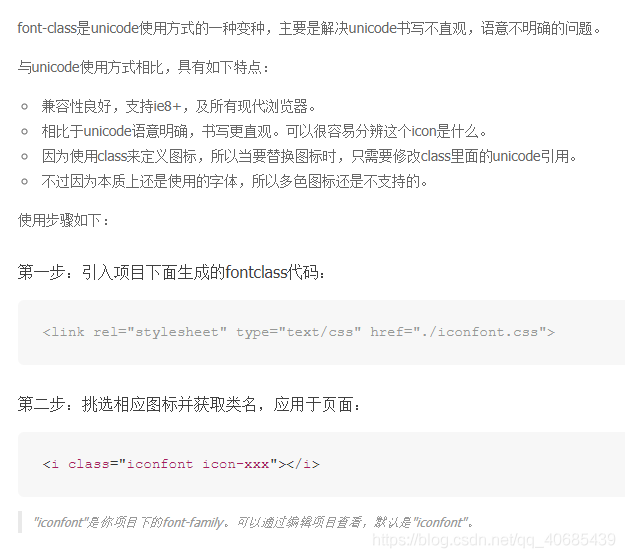 font-class是unicode使用方式的一种变种，主要是解决unicode书写不直观，语意不明确的问题。
与unicode使用方式相比，具有如下特点：
兼容性良好，支持ie8+，及所有现代浏览器。
相比于unicode语意明确，书写更直观。可以很容易分辨这个icon是什么。
因为使用class来定义图标，所以当要替换图标时，只需要修改class里面的unicode引用。
不过因为本质上还是使用的字体，所以多色图标还是不支持的。
使用步骤如下：
第一步：引入项目下面生成的fontclass代码：
<link rel="stylesheet" type="text/css" href="./iconfont.css">
第二步：挑选相应图标并获取类名，应用于页面：
<i class="iconfont icon-xxx"></i>
"iconfont"是你项目下的font-family。可以通过编辑项目查看，默认是"iconfont"。
https://blog.csdn.net/qq_40685439